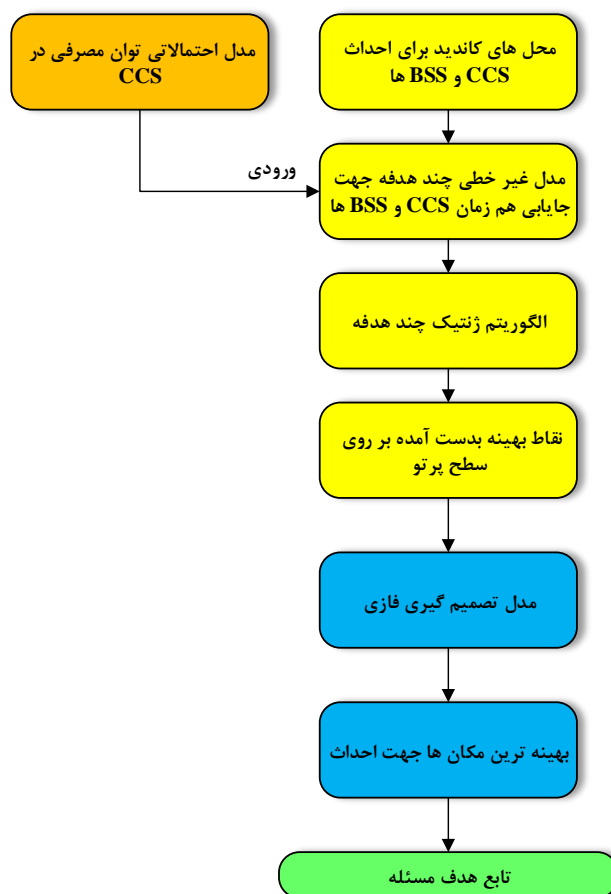 محل های کاندید برای احداث
CCS و BSS ها
مدل احتمالاتی توان مصرفی در
CCS
ورودی
مدل غیر خطی چند هدفه جهت
جایابی هم زمان CCS و BSS ها
الگوریتم ژنتیک چند هدفه
نقاط بهینه بدست آمده بر روی
سطح پرتو
مدل تصمیم گیری فازی
بهینه ترین مکان ها جهت احداث
تابع هدف مسئله